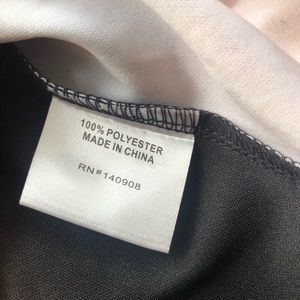 100% POLYESTER
MADE IN CHINA
RN#140908